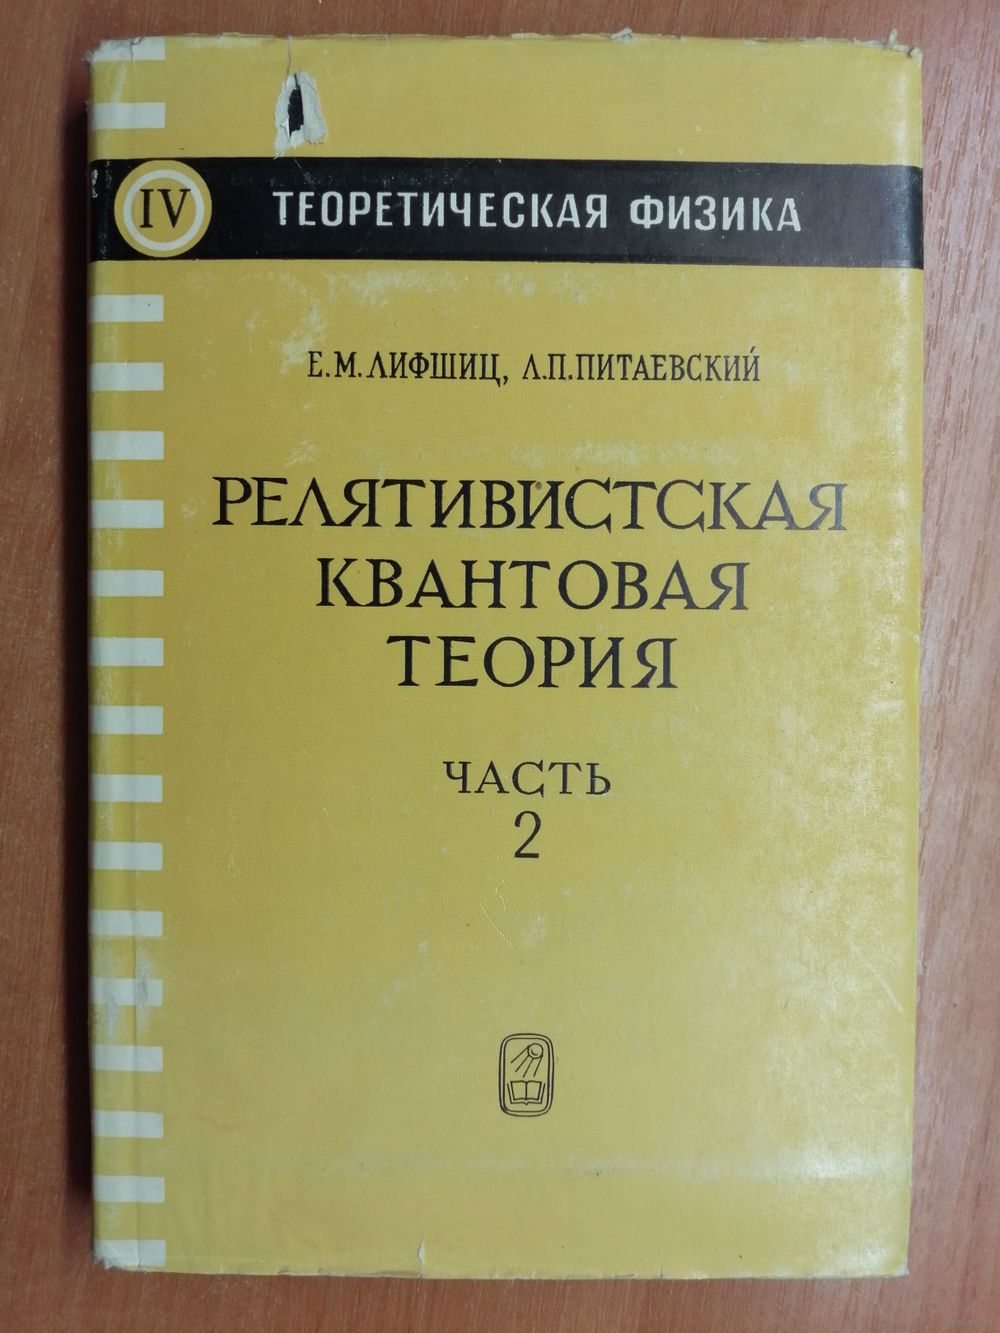 IV
ТЕОРЕТИЧЕСКАЯ ФИЗИКА
Е.М.ЛИФШИЦ, Л.П.ПИТАЕВСКИЙ
РЕЛЯТИВИСТСКАЯ
КВАНТОВАЯ
ТЕОРИЯ
ЧАСТЬ
2